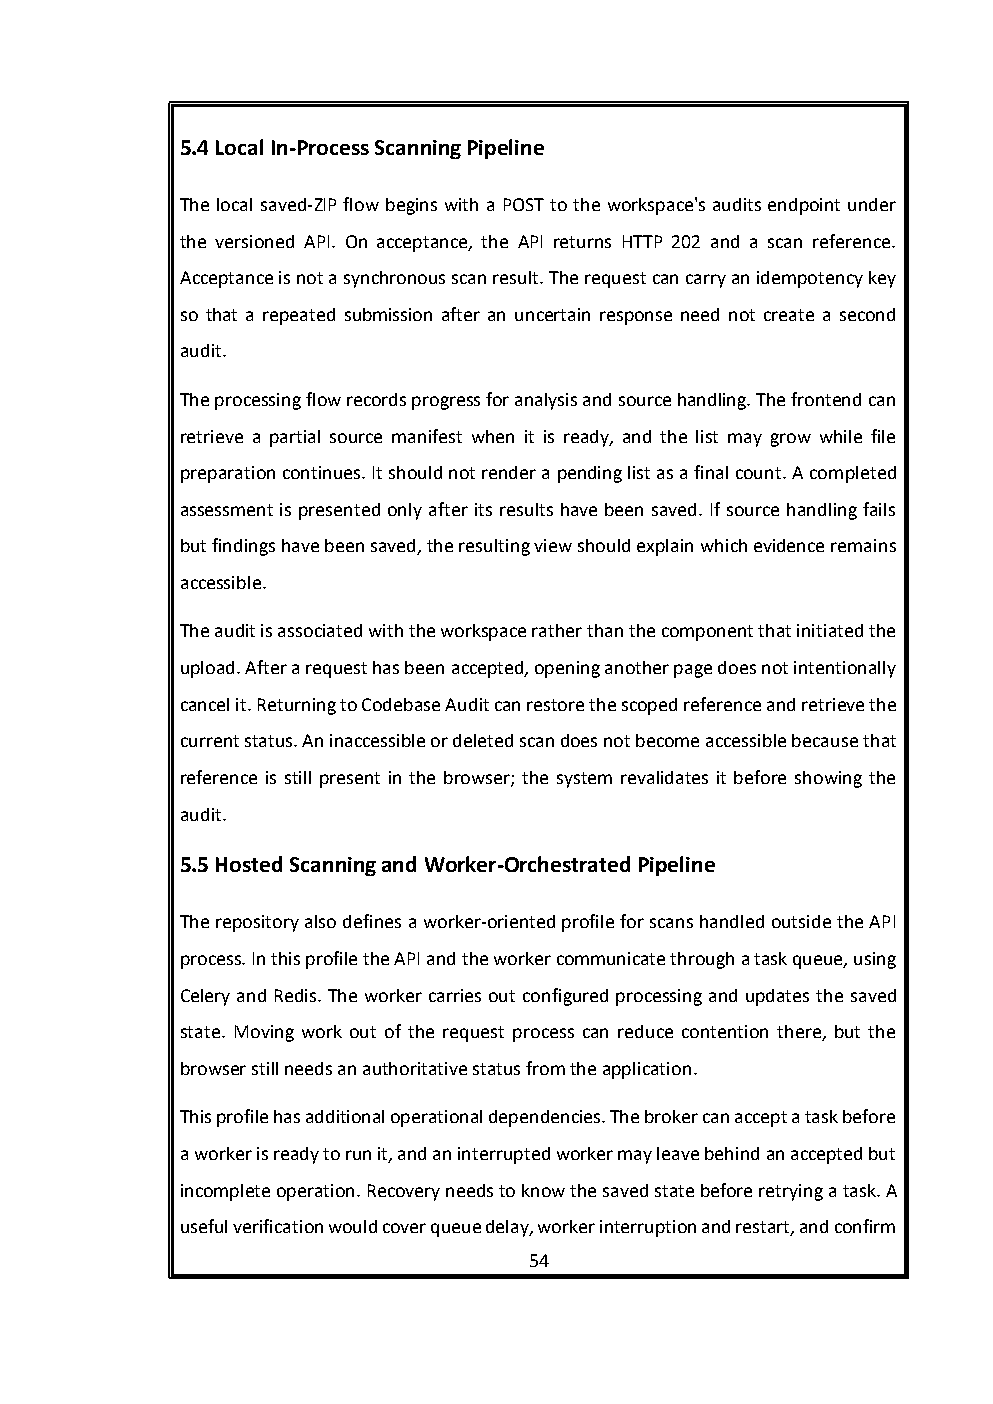 5.4 Local In-Process Scanning Pipeline
The local saved-ZIP flow begins with a POST to the workspace's audits endpoint under
the versioned API. On acceptance, the API returns HTTP 202 and a scan reference.
Acceptance is not a synchronous scan result. The request can carry an idempotency key
so that a repeated submission after an uncertain response need not create a second
audit.
The processing flow records progress for analysis and source handling. The frontend can
retrieve a partial source manifest when it is ready, and the list may grow while file
preparation continues. It should not render a pending list as a final count. A completed
assessment is presented only after its results have been saved. If source handling fails
but findings have been saved, the resulting view should explain which evidence remains
accessible.
The audit is associated with the workspace rather than the component that initiated the
upload. After a request has been accepted, opening another page does not intentionally
cancel it. Returning to Codebase Audit can restore the scoped reference and retrieve the
current status. An inaccessible or deleted scan does not become accessible because that
reference is still present in the browser; the system revalidates it before showing the
audit.
5.5 Hosted Scanning and Worker-Orchestrated Pipeline
The repository also defines a worker-oriented profile for scans handled outside the API
process. In this profile the API and the worker communicate through a task queue, using
Celery and Redis. The worker carries out configured processing and updates the saved
state. Moving work out of the request process can reduce contention there, but the
browser still needs an authoritative status from the application.
This profile has additional operational dependencies. The broker can accept a task before
a worker is ready to run it, and an interrupted worker may leave behind an accepted but
incomplete operation. Recovery needs to know the saved state before retrying a task. A
useful verification would cover queue delay, worker interruption and restart, and confirm
54